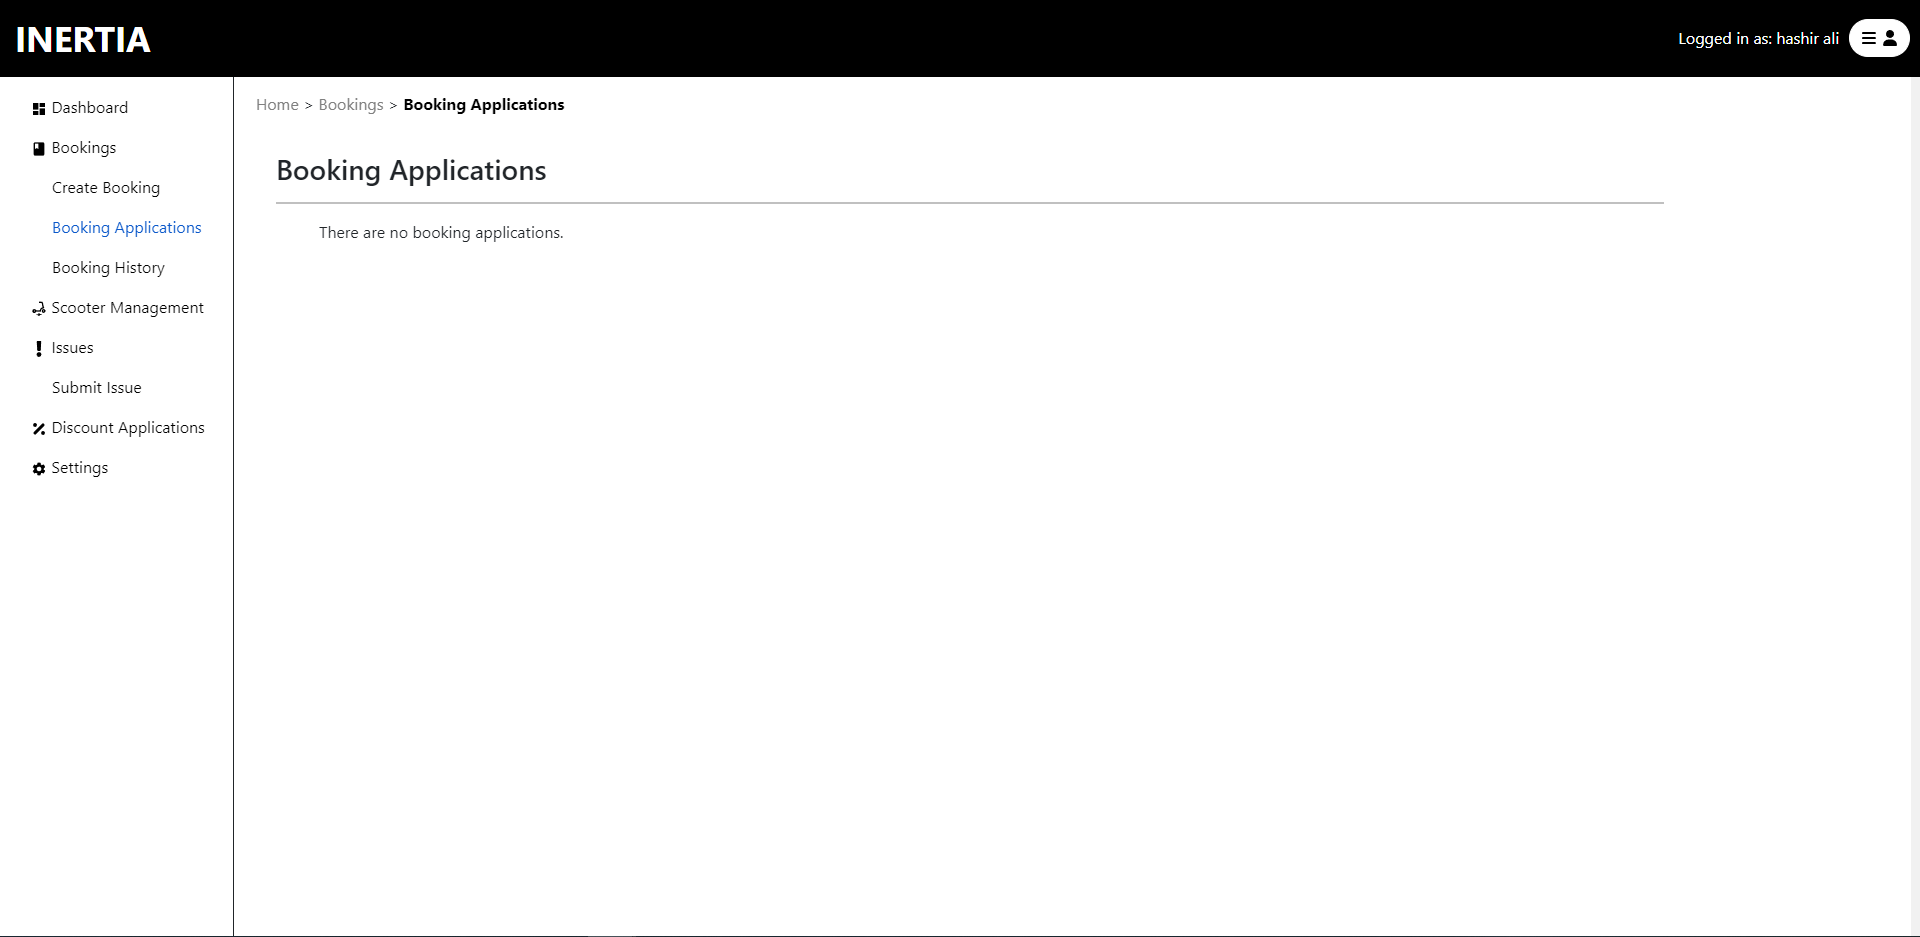 INERTIA
Logged in as: hashir ali
Dashboard
Bookings
Create Booking
Booking Applications
Booking History
Scooter Management
Issues
Submit Issue
Discount Applications
Settings
Home > Bookings > Booking Applications
Booking Applications
There are no booking applications.